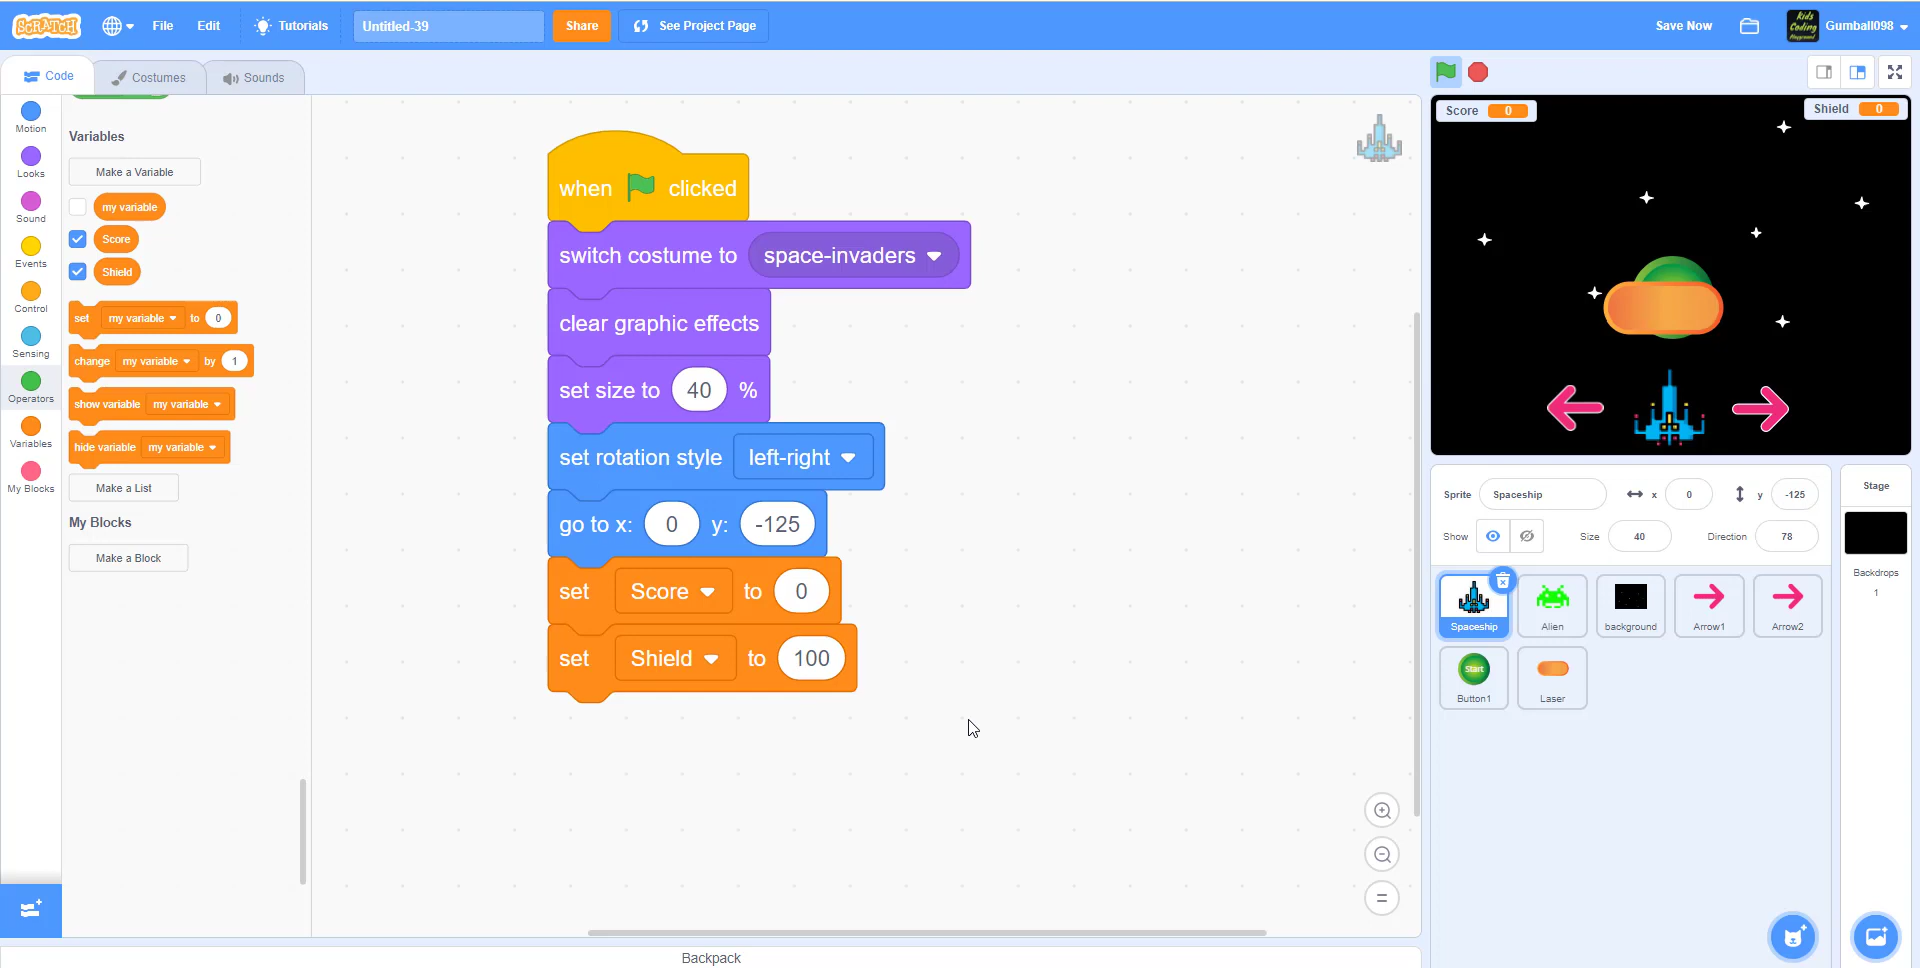 SCRATCH File Edit Tutorials Untitled-39 Share See Project Page Save Now Kids Coding Playground Gumball098
Code Costumes Sounds
Motion
Looks
Sound
Events
Control
Sensing
Operators
Variables
My Blocks
Variables
Make a Variable
my variable
Score
Shield
set my variable to 0
change my variable by 1
show variable my variable
hide variable my variable
Make a List
My Blocks
Make a Block
when clicked
switch costume to space-invaders
clear graphic effects
set size to 40 %
set rotation style left-right
go to x: 0 y: -125
set Score to 0
set Shield to 100
Backpack
Score 0 Shield 0
Sprite Spaceship x 0 y -125
Show Size 40 Direction 78
Spaceship Alien background Arrow1 Arrow2
Start
Button1 Laser
Stage
Backdrops
1